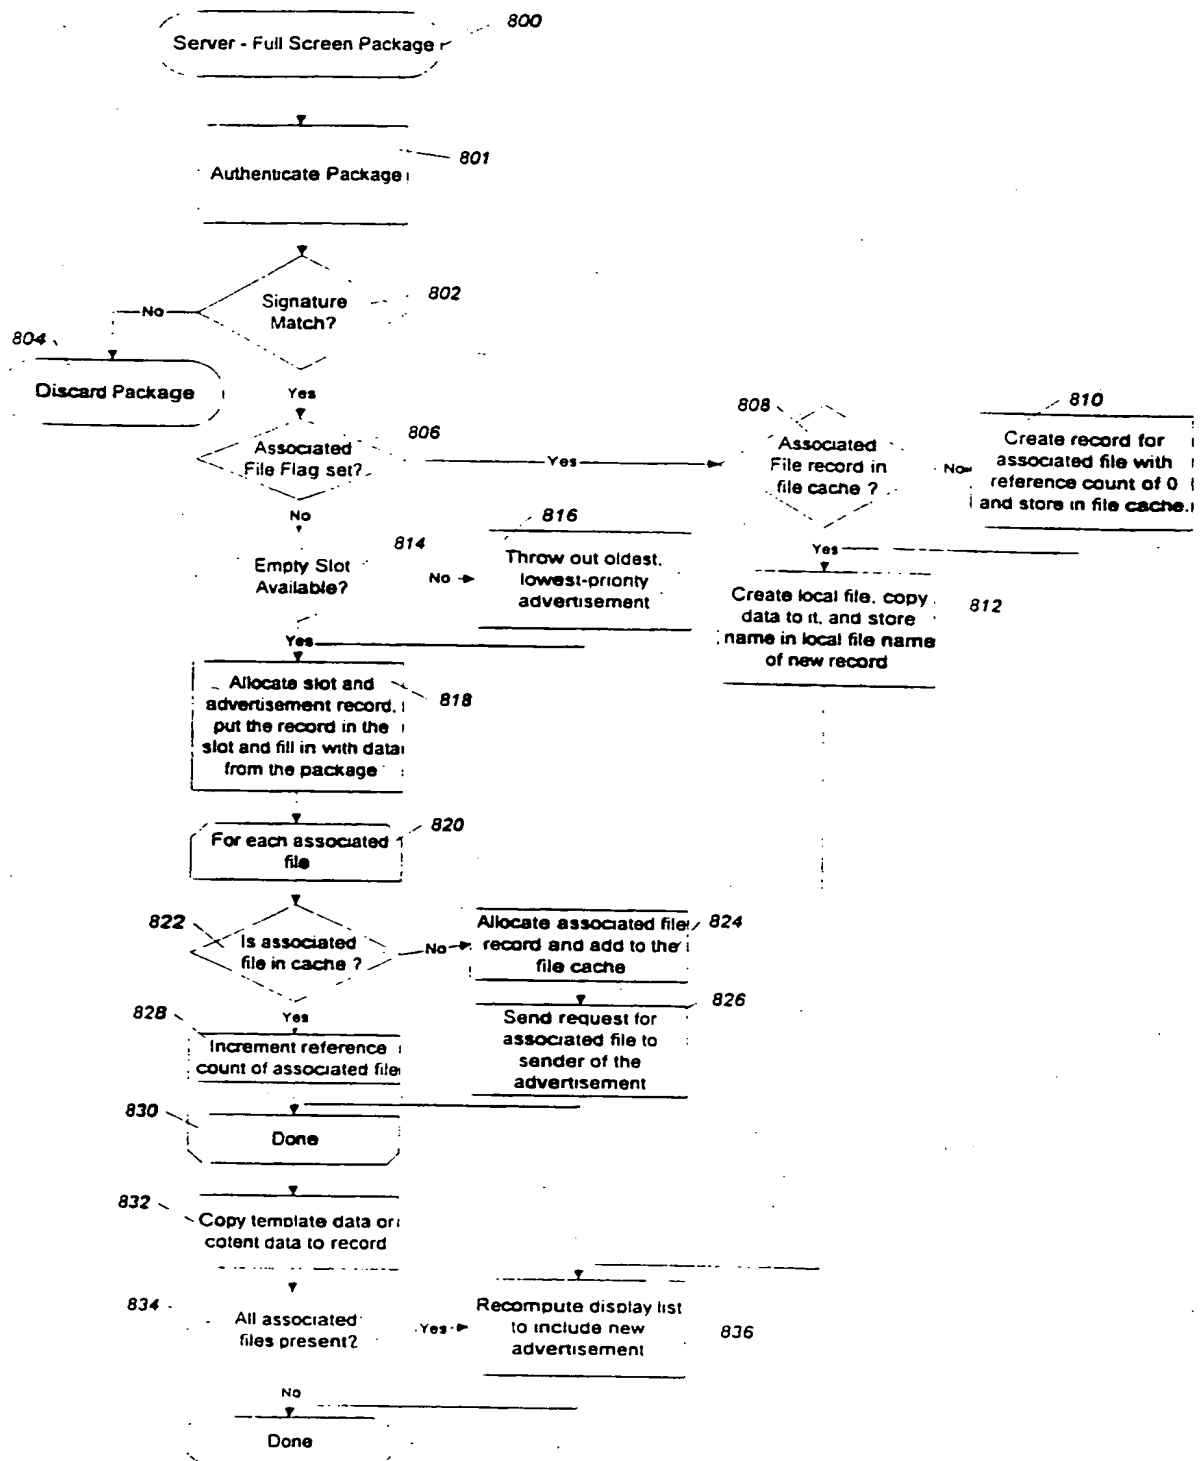 800
Server - Full Screen Package
801
Authenticate Package
802
Signature
Match?
No
804
Discard Package
Yes
806
Associated
File Flag set?
Yes
808
Associated
File record in
file cache ?
No
810
Create record for
associated file with
reference count of 0
and store in file cache.
No
814
Empty Slot
Available?
No
816
Throw out oldest,
lowest-priority
advertisement
Yes
812
Create local file, copy
data to it, and store
name in local file name
of new record
Yes
818
Allocate slot and
advertisement record,
put the record in the
slot and fill in with data
from the package
820
For each associated
file
822
Is associated
file in cache ?
No
824
Allocate associated file
record and add to the
file cache
826
Send request for
associated file to
sender of the
advertisement
Yes
828
Increment reference
count of associated file
830
Done
832
Copy template data or
cotent data to record
834
All associated
files present?
Yes
Recompute display list
to include new
advertisement
836
No
Done